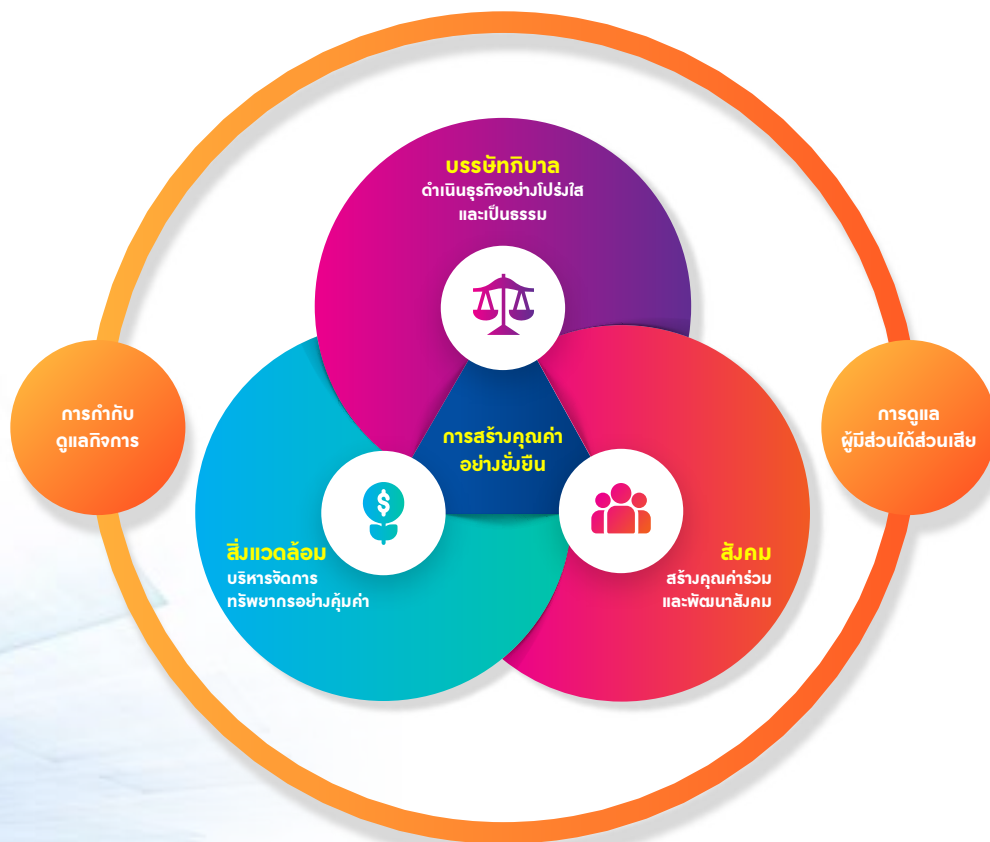 บรรษัทภิบาล
ดำเนินธุรกิจอย่างโปร่งใส
และเป็นธรรม
การกำกับ
ดูแลกิจการ
การสร้างคุณค่า
อย่างยั่งยืน
การดูแล
ผู้มีส่วนได้ส่วนเสีย
สิ่งแวดล้อม
บริหารจัดการ
ทรัพยากรอย่างคุ้มค่า
สังคม
สร้างคุณค่าร่วม
และพัฒนาสังคม
$